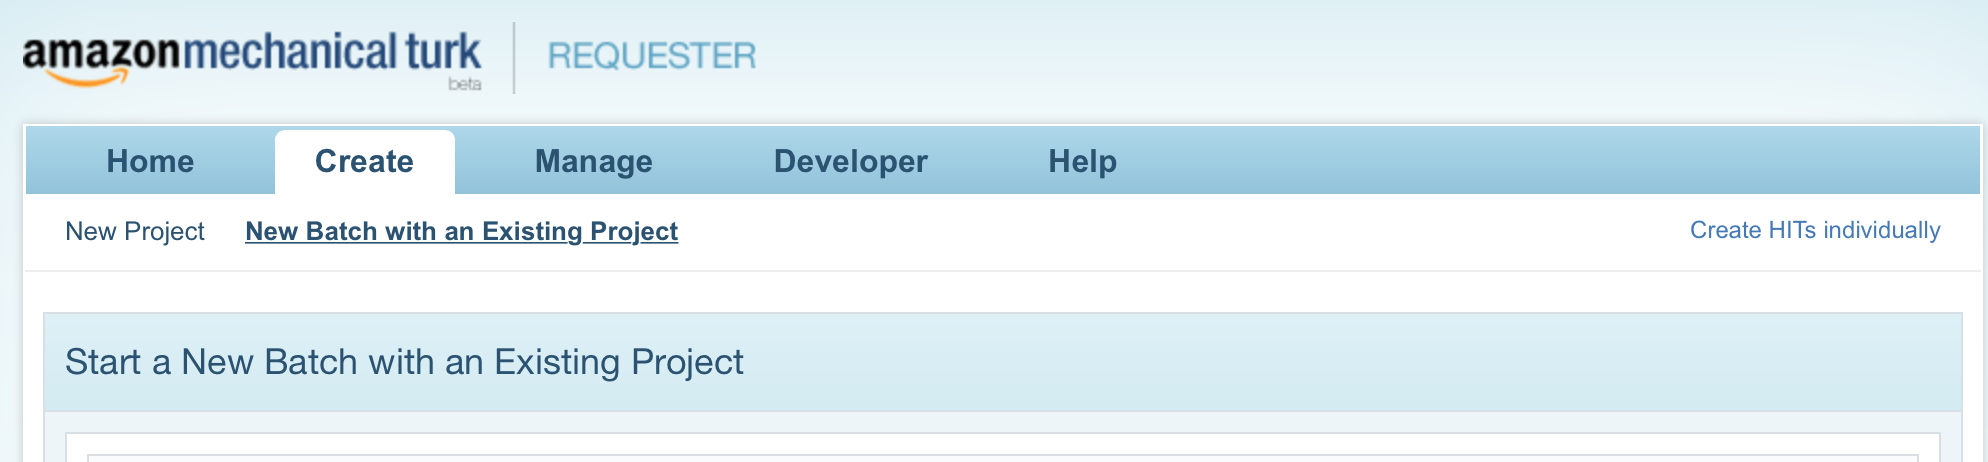 amazonmechanical turk
beta
REQUESTER
Home Create Manage Developer Help
New Project New Batch with an Existing Project Create HITs individually
Start a New Batch with an Existing Project